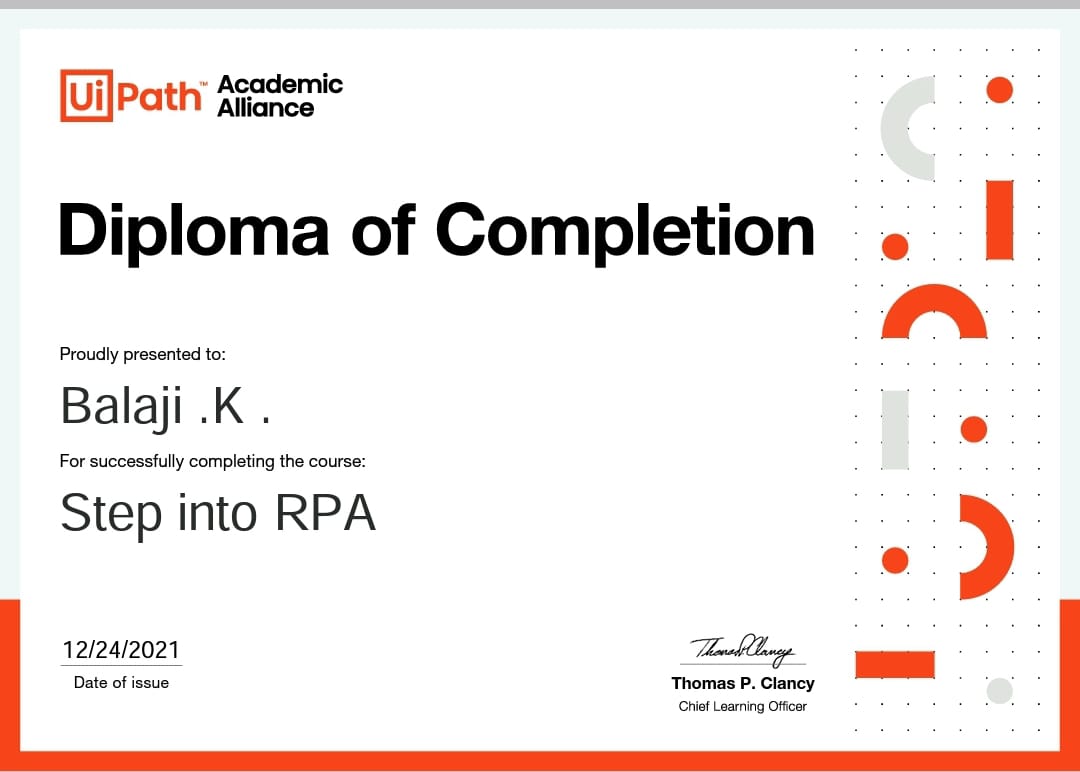 UiPath™ Academic
Alliance
Diploma of Completion
Proudly presented to:
Balaji .K .
For successfully completing the course:
Step into RPA
12/24/2021
Date of issue
Thomas P. Clancy
Thomas P. Clancy
Chief Learning Officer